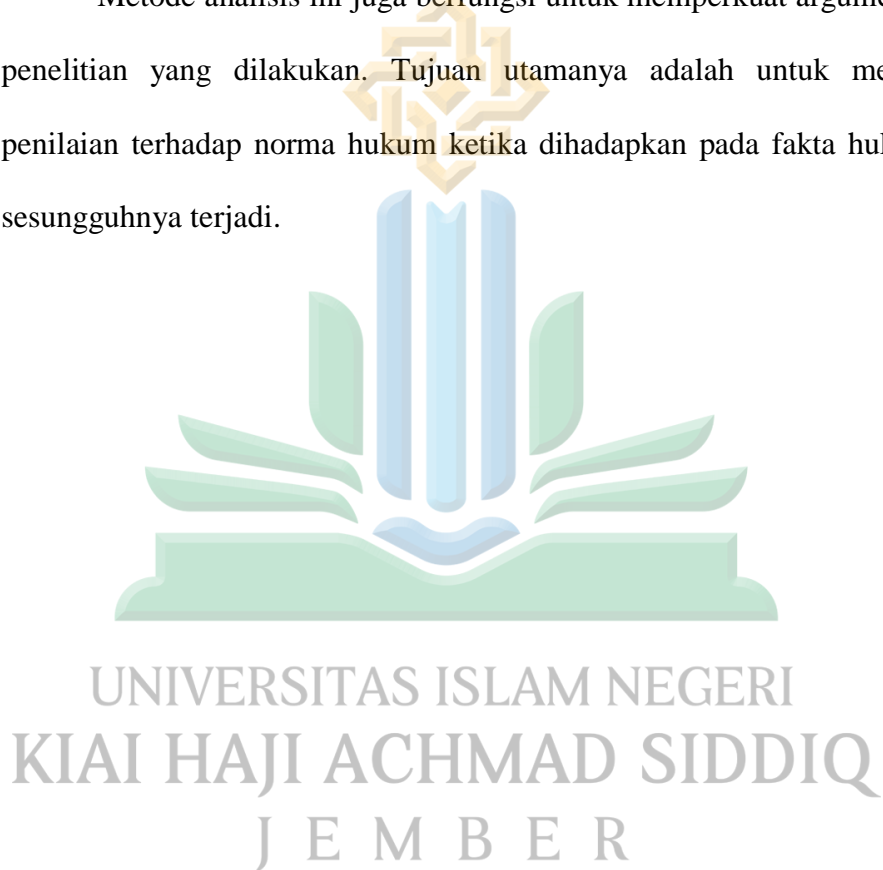 Metode analisis ini juga berfungsi untuk memperkuat
penelitian yang dilakukan. Tujuan utamanya adalah untuk
penilaian terhadap norma hukum ketika dihadapkan pada fakta
sesungguhnya terjadi.
UNIVERSITAS ISLAM NEGERI
KIAI HAJI ACHMAD SIDDIQ
JEMBER